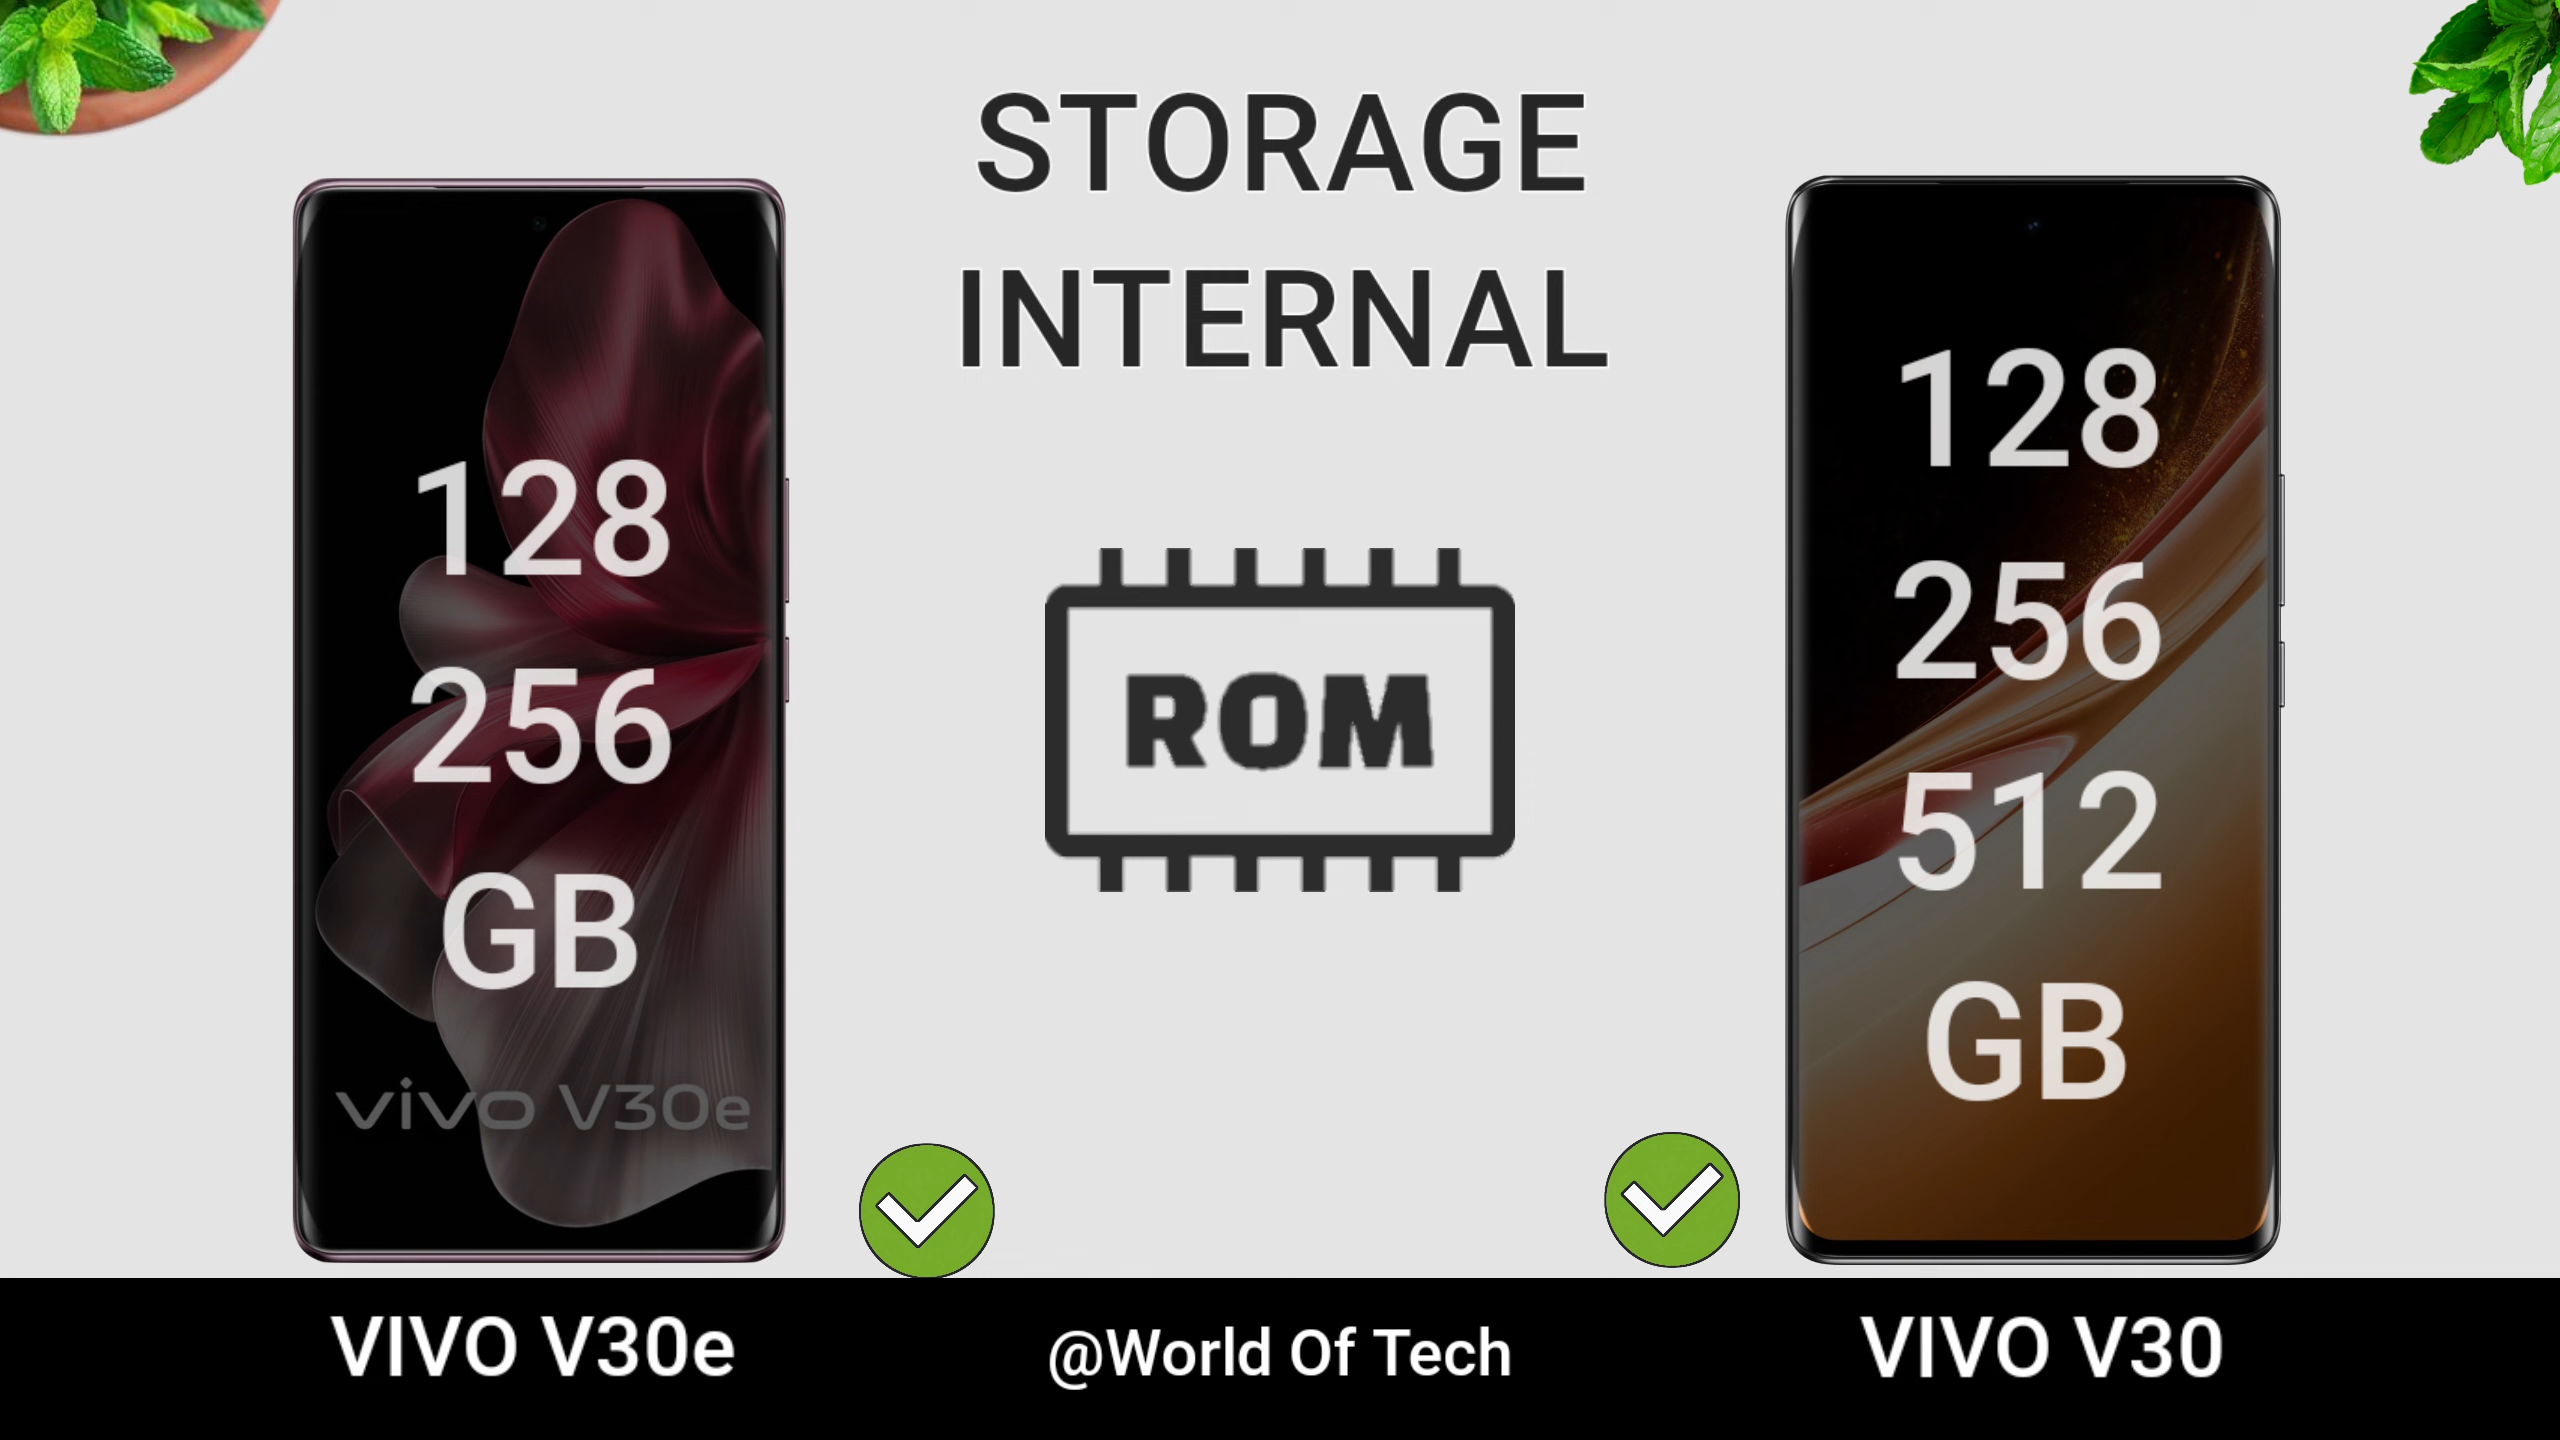 STORAGE
INTERNAL
128
256
GB
vivo V30e
ROM
128
256
512
GB
VIVO V30e
@World Of Tech
VIVO V30